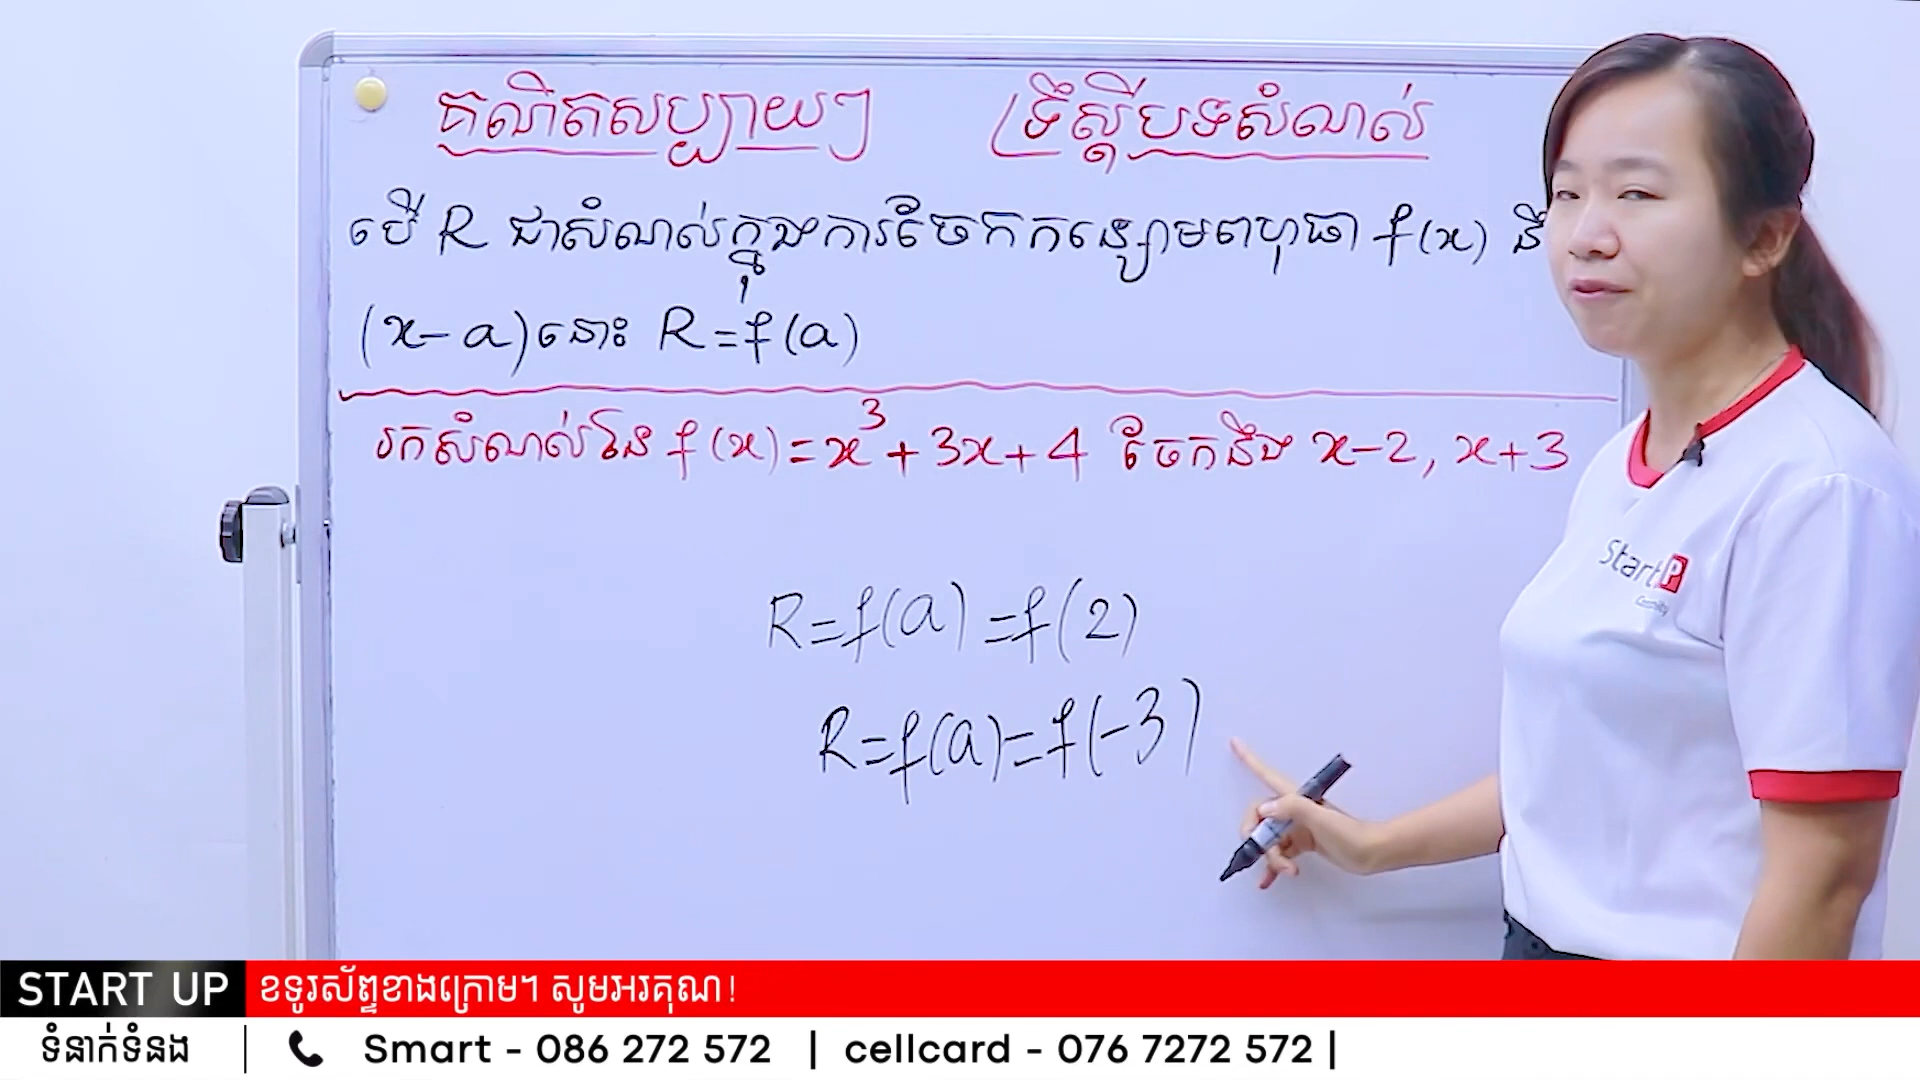 គណិតសប្បាយៗ ទ្រឹស្តីបទសំណល់
បើ R ជាសំណល់ក្នុងការចែកកន្សោមពហុធា f(x) នឹ
(x-a) នោះ R=f(a)
រកសំណល់នៃ f(x)=x³+3x+4 ចែកនឹង x-2, x+3
R=f(a)=f(2)
R=f(a)=f(-3)
StartUP
START UP ខទូរស័ព្ទខាងក្រោម។ សូមអរគុណ!
ទំនាក់ទំនង | Smart - 086 272 572 | cellcard - 076 7272 572 |